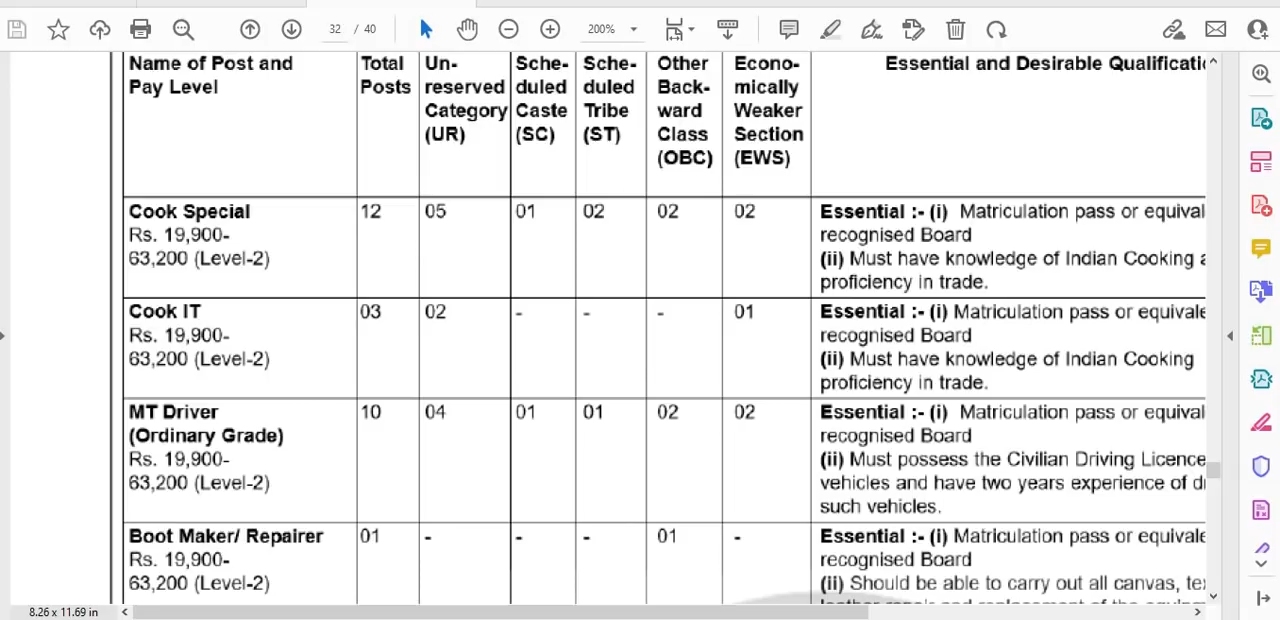 32 / 40
200%
Name of Post and Pay Level
Total Posts
Un-reserved Category (UR)
Sche-duled Caste (SC)
Sche-duled Tribe (ST)
Other Back-ward Class (OBC)
Econo-mically Weaker Section (EWS)
Essential and Desirable
Cook Special
Rs. 19,900-
63,200 (Level-2)
12 05 01 02 02 02
Essential :- (i) Matriculation pass or
recognised Board
(ii) Must have knowledge of Indian Cooking
proficiency in trade.
Cook IT
Rs. 19,900-
63,200 (Level-2)
03 02 - - - 01
Essential :- (i) Matriculation pass or
recognised Board
(ii) Must have knowledge of Indian Cooking
proficiency in trade.
MT Driver
(Ordinary Grade)
Rs. 19,900-
63,200 (Level-2)
10 04 01 01 02 02
Essential :- (i) Matriculation pass or
recognised Board
(ii) Must possess the Civilian Driving Licence
vehicles and have two years experience of
such vehicles.
Boot Maker/ Repairer
Rs. 19,900-
63,200 (Level-2)
01 - - - 01 -
Essential :- (i) Matriculation pass or
recognised Board
(ii) Should be able to carry out all canvas,
8.26 x 11.69 in